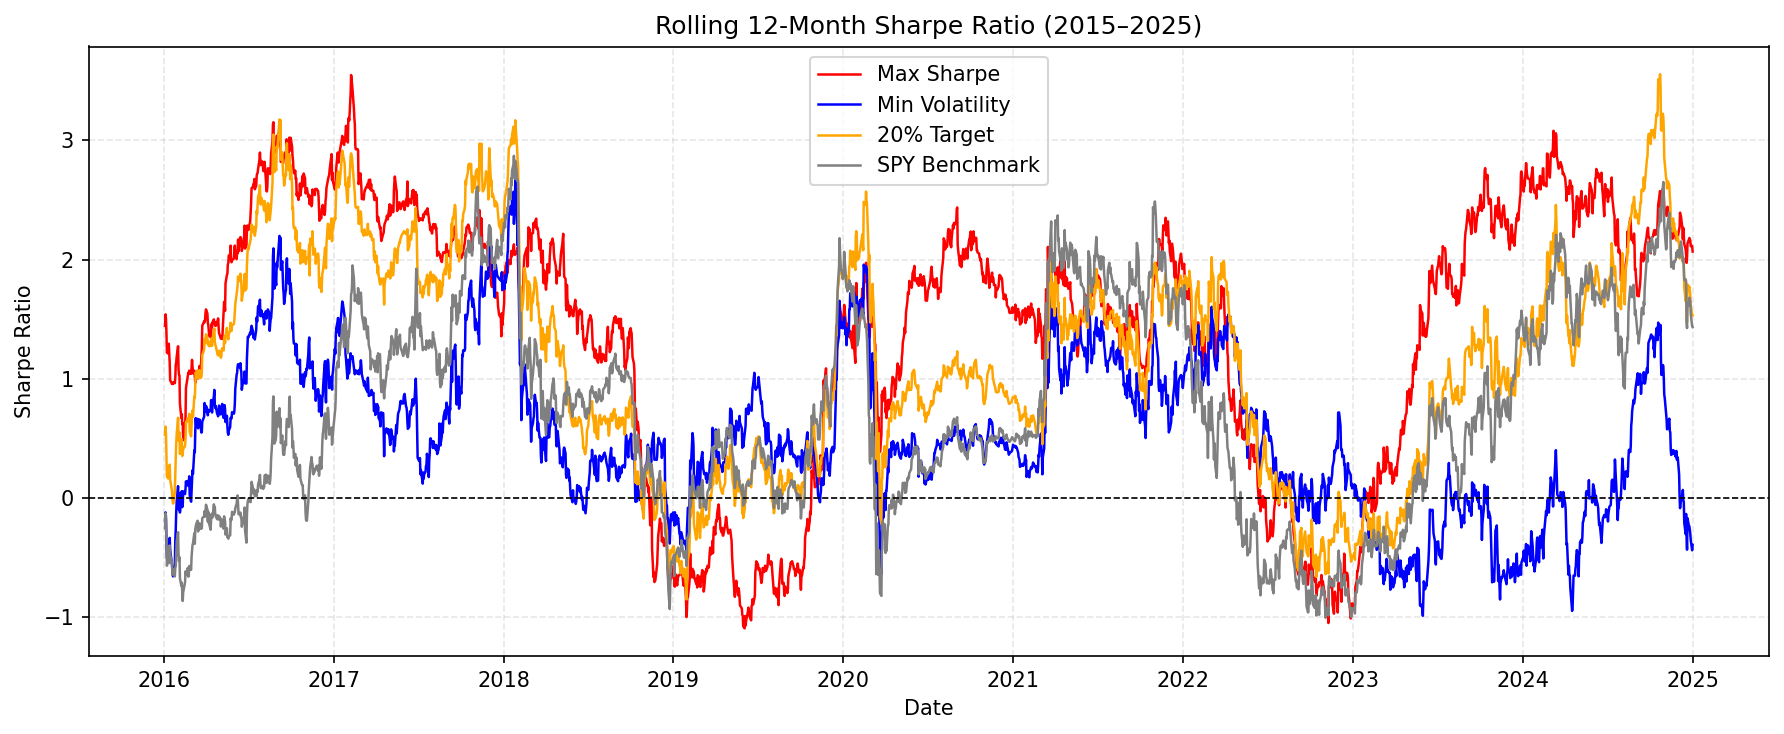 Rolling 12-Month Sharpe Ratio (2015–2025)
Max Sharpe
Min Volatility
20% Target
SPY Benchmark
Sharpe Ratio
3
2
1
0
−1
2016 2017 2018 2019 2020 2021 2022 2023 2024 2025
Date